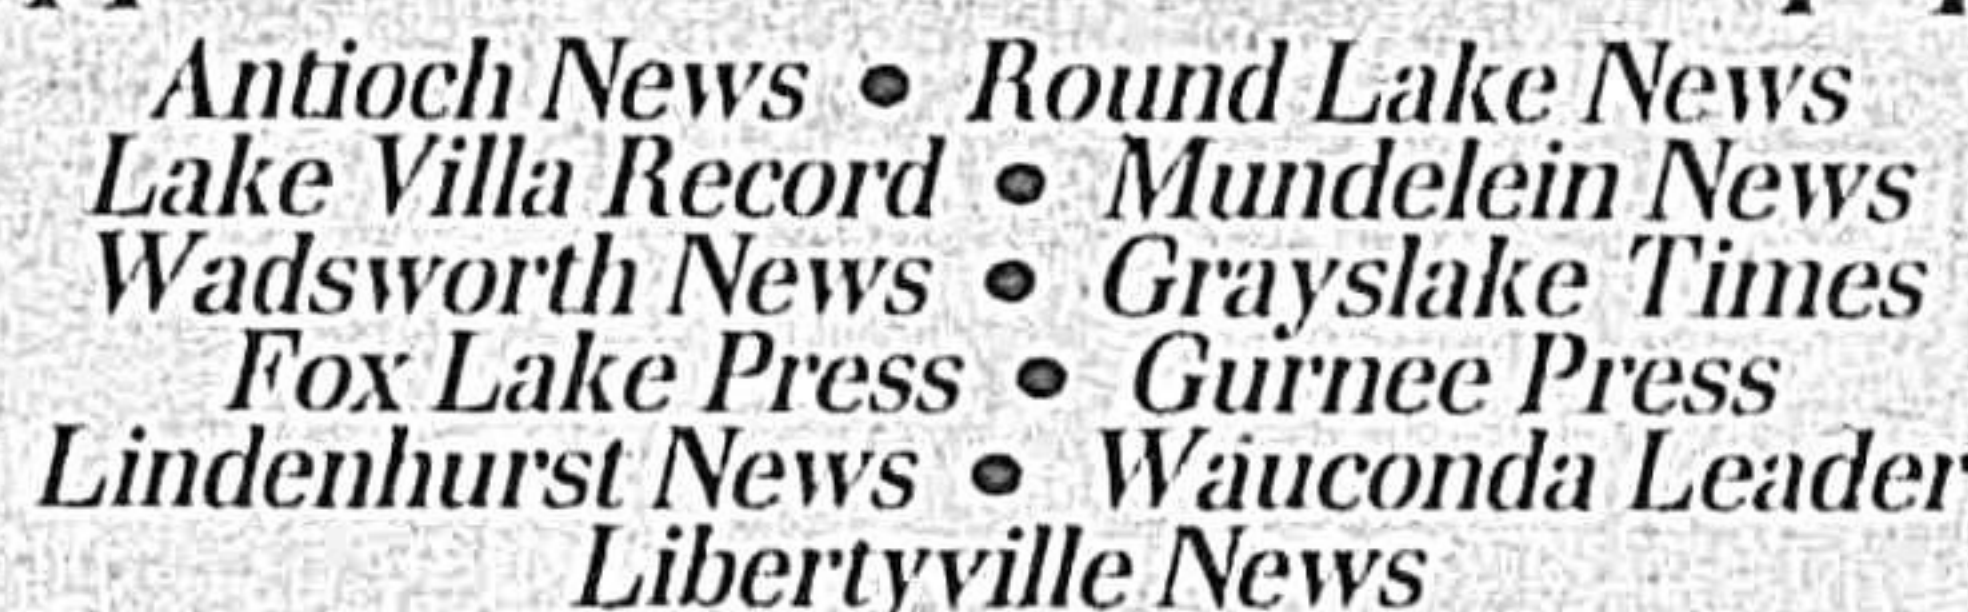 Antioch News • Round Lake News
Lake Villa Record • Mundelein News
Wadsworth News • Grayslake Times
Fox Lake Press • Gurnee Press
Lindenhurst News • Wauconda Leader
Libertyville News